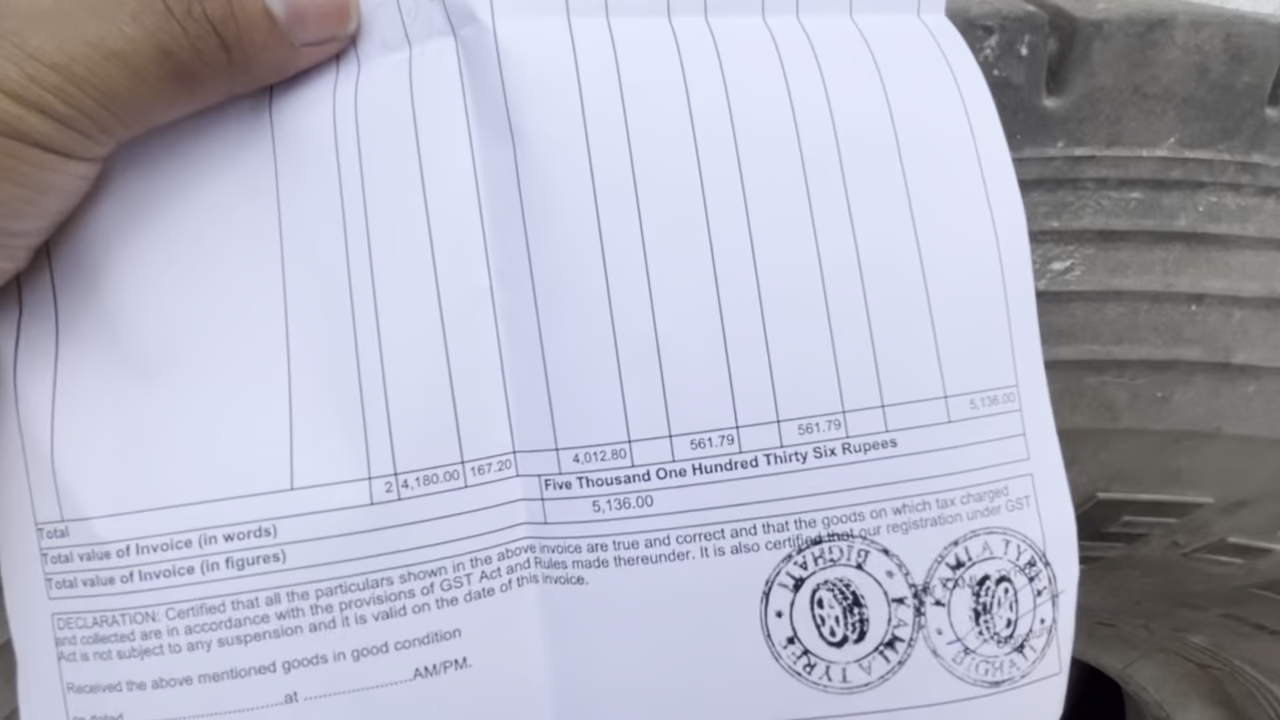 Total 2 4,180.00 167.20 4,012.80 561.79 561.79 5,136.00
Total value of Invoice (in words) Five Thousand One Hundred Thirty Six Rupees
Total value of Invoice (in figures) 5,136.00
DECLARATION: Certified that all the particulars shown in the above invoice are true and correct and that the goods on which tax charged
and collected are in accordance with the provisions of GST Act and Rules made thereunder. It is also certified that our registration under GST
Act is not subject to any suspension and it is valid on the date of this invoice.
Received the above mentioned goods in good condition
at ........................AM/PM.
KAMLA TYRES
BIGHATI
KAMLA TYRES
BIGHATI